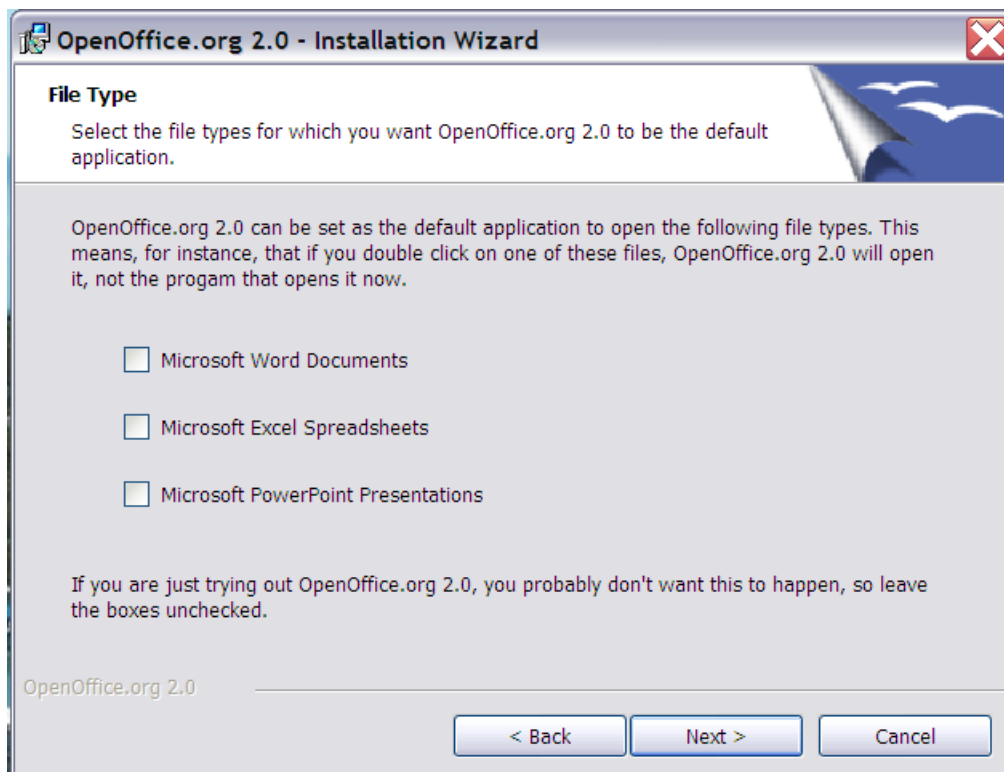 OpenOffice.org 2.0 - Installation Wizard
File Type
Select the file types for which you want OpenOffice.org 2.0 to be the default
application.
OpenOffice.org 2.0 can be set as the default application to open the following file types. This
means, for instance, that if you double click on one of these files, OpenOffice.org 2.0 will open
it, not the progam that opens it now.
Microsoft Word Documents
Microsoft Excel Spreadsheets
Microsoft PowerPoint Presentations
If you are just trying out OpenOffice.org 2.0, you probably don't want this to happen, so leave
the boxes unchecked.
OpenOffice.org 2.0
< Back Next > Cancel